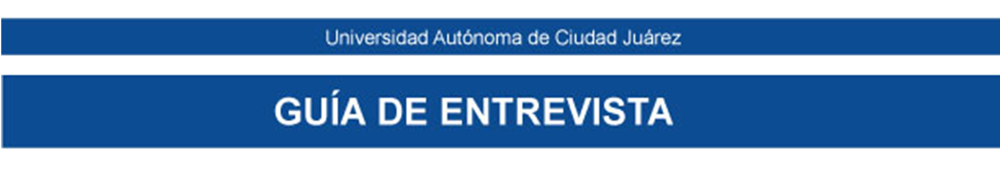 Universidad Autónoma de Ciudad Juárez
GUÍA DE ENTREVISTA